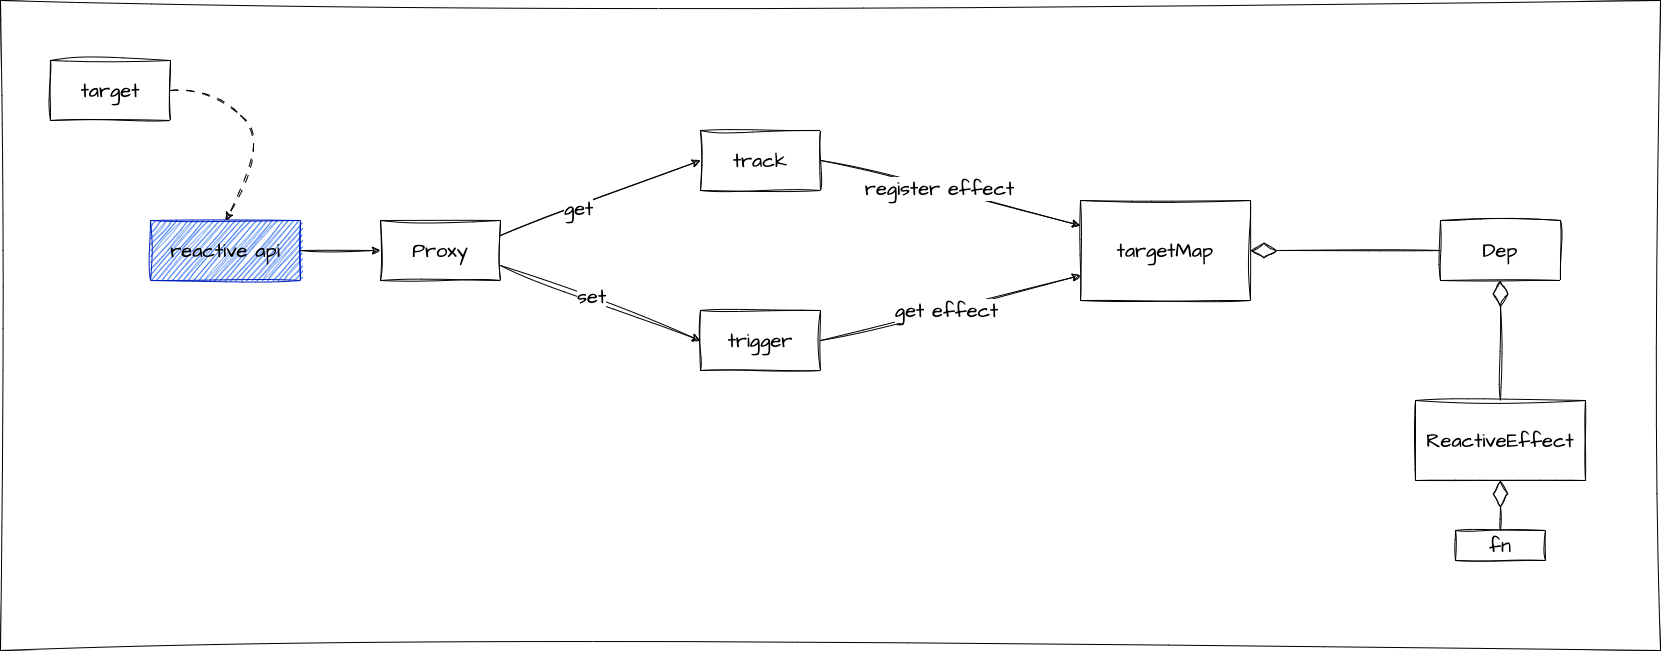 target
track
register effect
get
reactive api
Proxy
targetMap
Dep
set
get effect
trigger
ReactiveEffect
fn